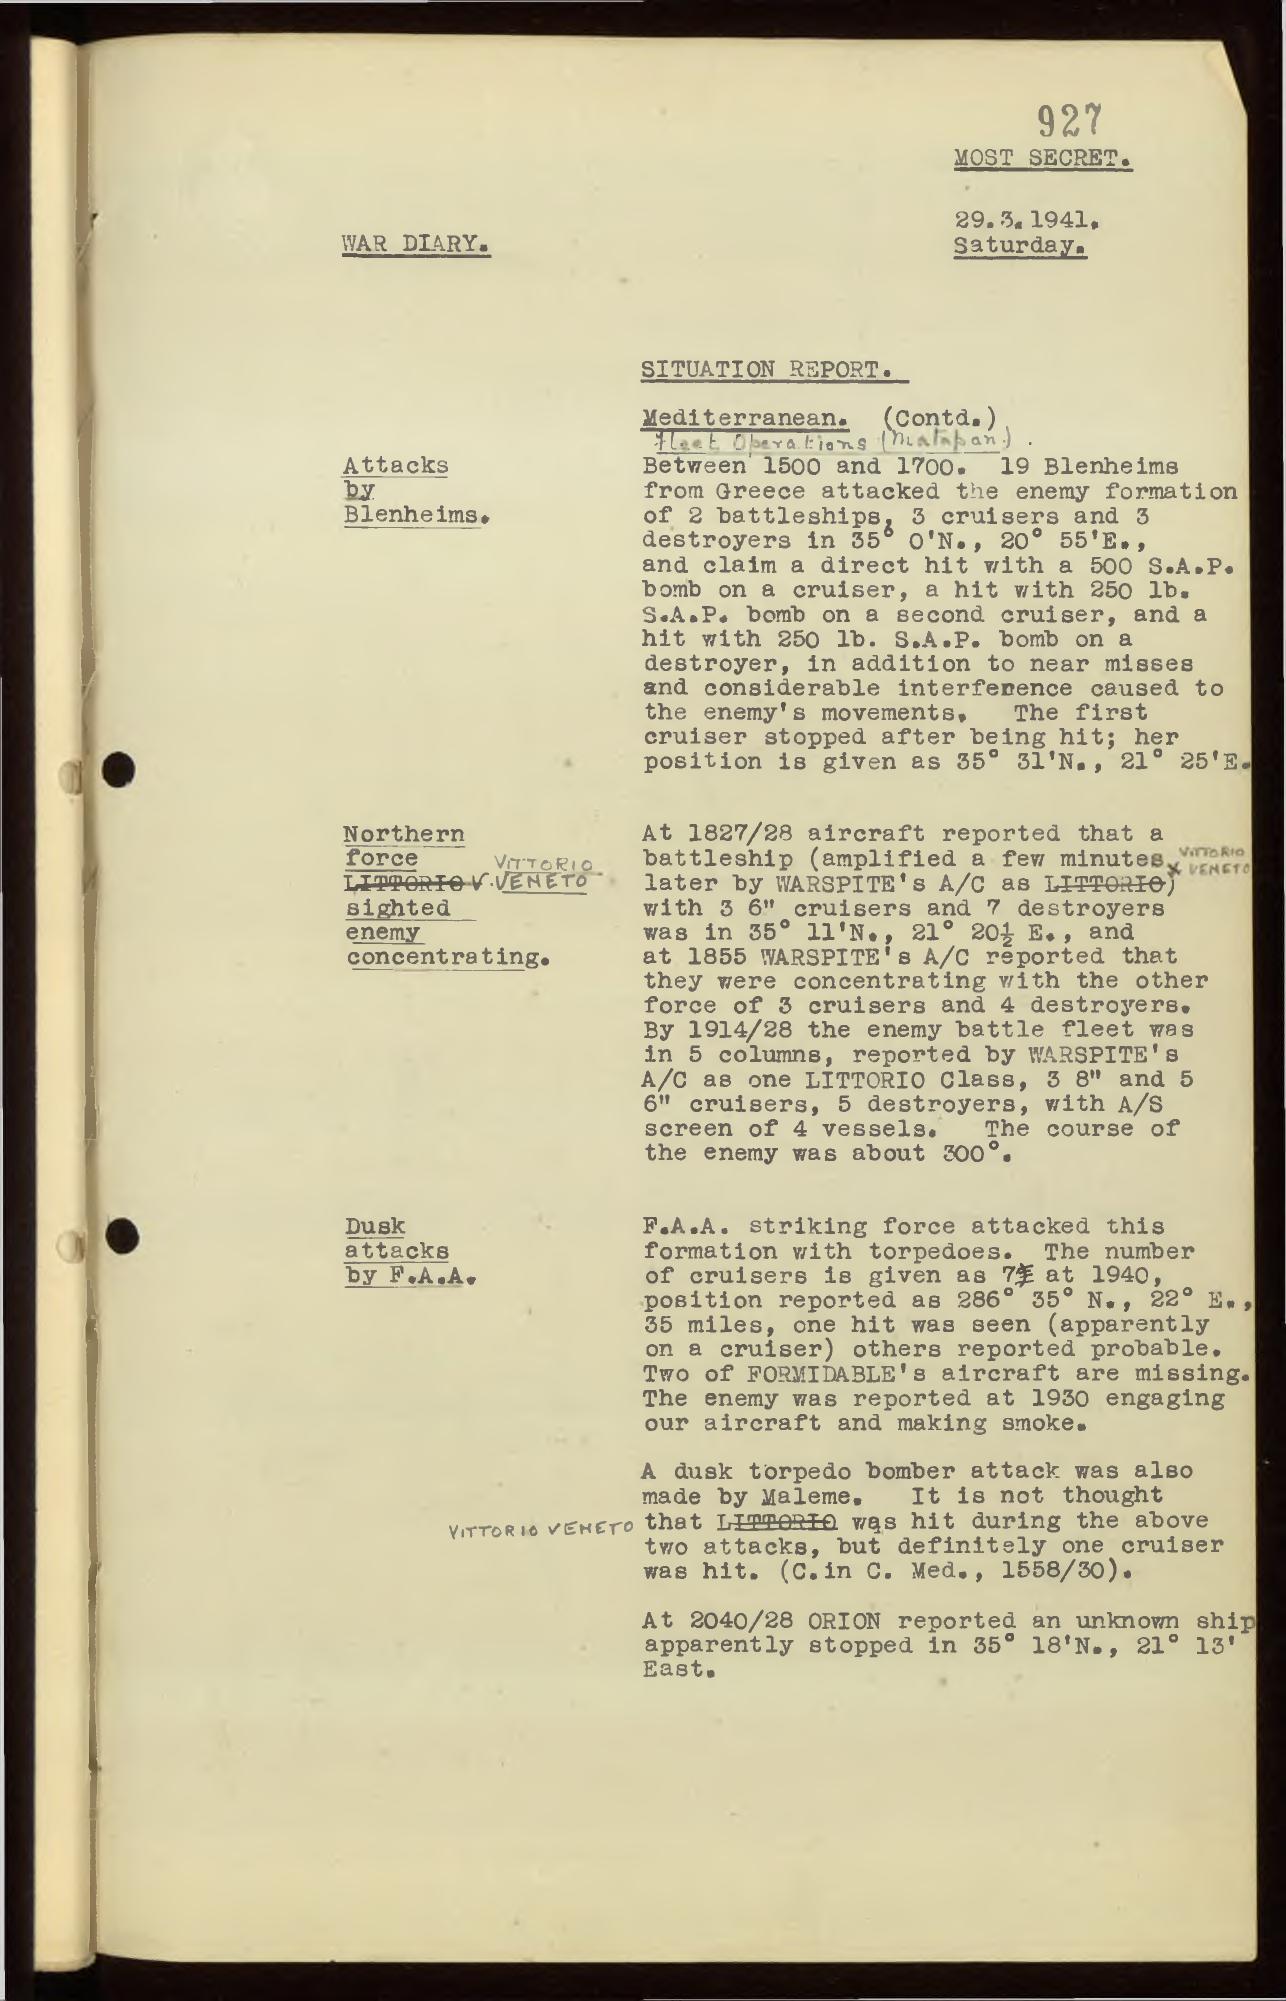 927
MOST SECRET.
29.3.1941.
Saturday.
WAR DIARY.
SITUATION REPORT.
Mediterranean. (Contd.)
Fleet Operations (Matapan).
Attacks
by
Blenheims.
Between 1500 and 1700. 19 Blenheims
from Greece attacked the enemy formation
of 2 battleships, 3 cruisers and 3
destroyers in 35° 0'N., 20° 55'E.,
and claim a direct hit with a 500 S.A.P.
bomb on a cruiser, a hit with 250 lb.
S.A.P. bomb on a second cruiser, and a
hit with 250 lb. S.A.P. bomb on a
destroyer, in addition to near misses
and considerable interference caused to
the enemy's movements. The first
cruiser stopped after being hit; her
position is given as 35° 31'N., 21° 25'E.
Northern
force
LITTORIO V. VITTORIO VENETO
sighted
enemy
concentrating.
At 1827/28 aircraft reported that a
battleship (amplified a few minutes
later by WARSPITE's A/C as LITTORIO) x VITTORIO VENETO
with 3 6" cruisers and 7 destroyers
was in 35° 11'N., 21° 20½ E., and
at 1855 WARSPITE's A/C reported that
they were concentrating with the other
force of 3 cruisers and 4 destroyers.
By 1914/28 the enemy battle fleet was
in 5 columns, reported by WARSPITE's
A/C as one LITTORIO Class, 3 8" and 5
6" cruisers, 5 destroyers, with A/S
screen of 4 vessels. The course of
the enemy was about 300°.
Dusk
attacks
by F.A.A.
F.A.A. striking force attacked this
formation with torpedoes. The number
of cruisers is given as 7 at 1940,
position reported as 286° 35° N., 22° E.,
35 miles, one hit was seen (apparently
on a cruiser) others reported probable.
Two of FORMIDABLE's aircraft are missing.
The enemy was reported at 1930 engaging
our aircraft and making smoke.
A dusk torpedo bomber attack was also
made by Maleme. It is not thought
VITTORIO VENETO that LITTORIO was hit during the above
two attacks, but definitely one cruiser
was hit. (C.in C. Med., 1558/30).
At 2040/28 ORION reported an unknown ship
apparently stopped in 35° 18'N., 21° 13'
East.